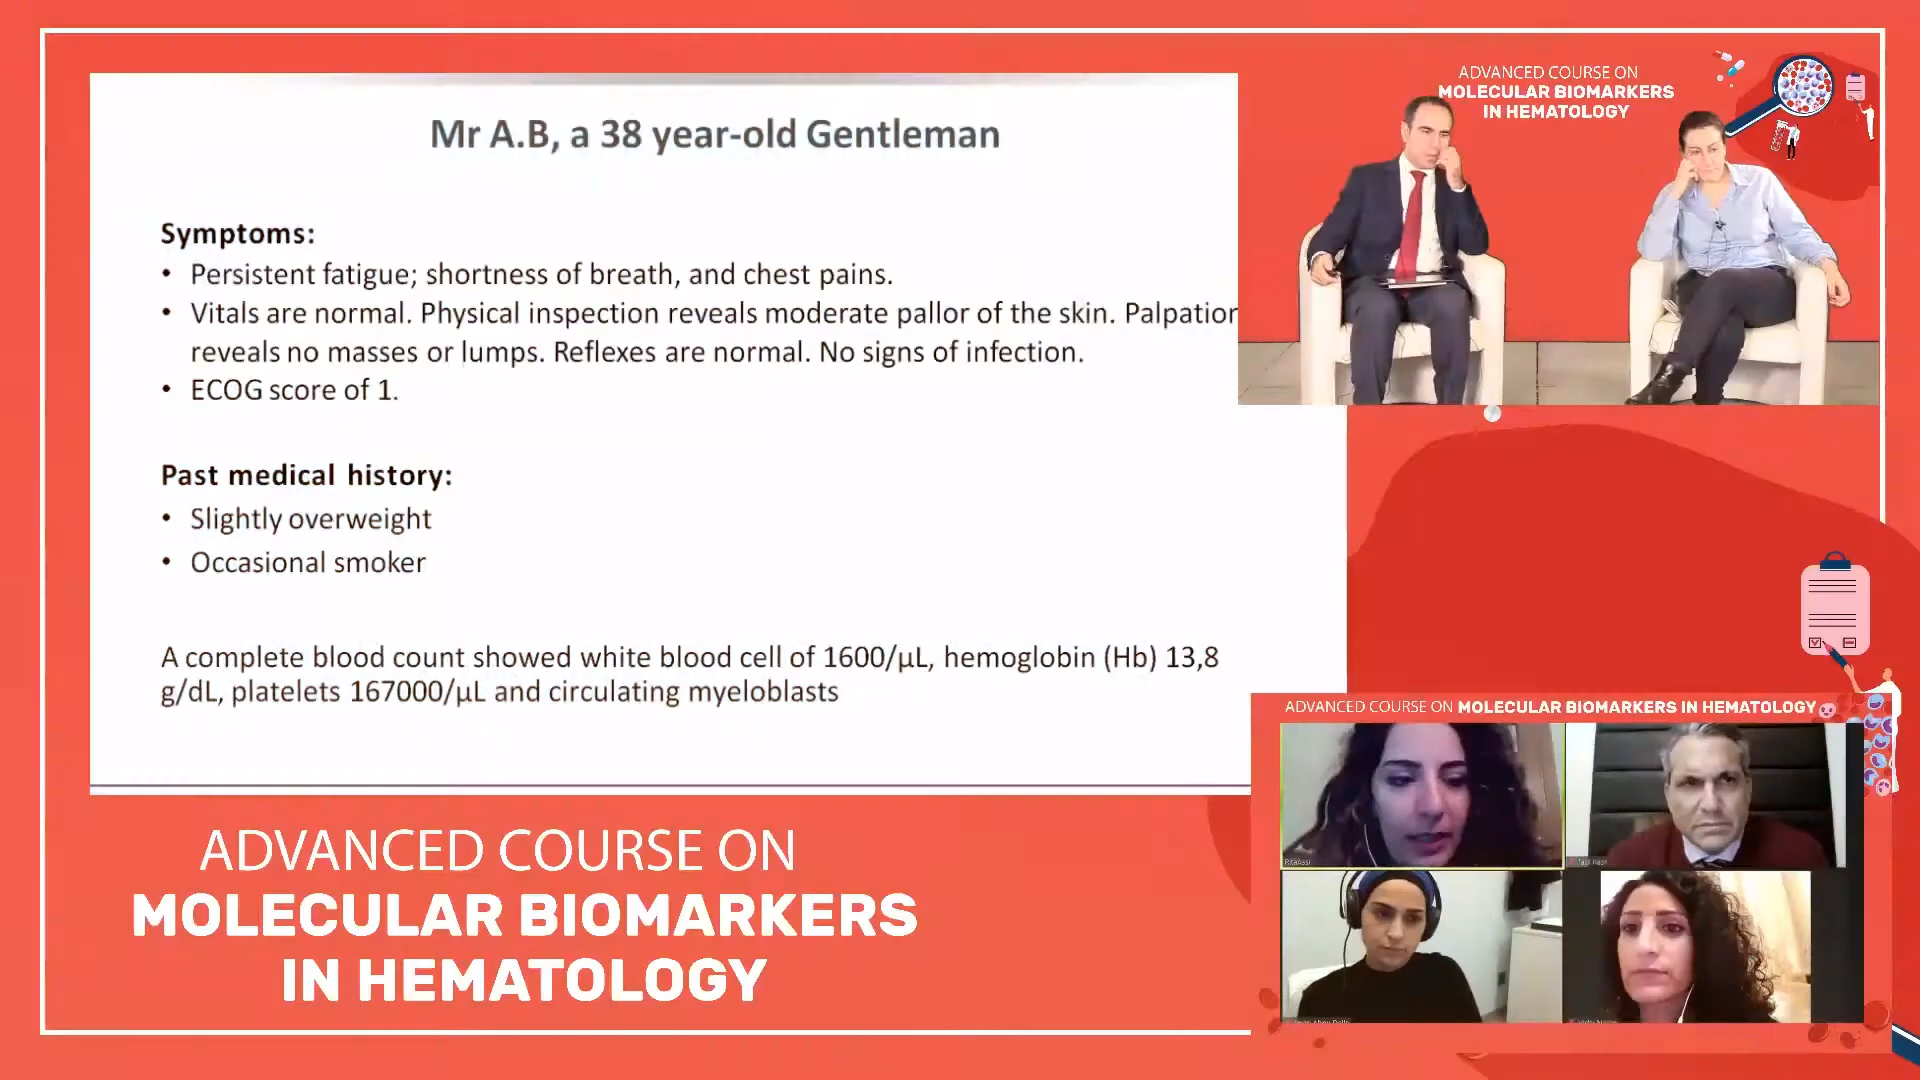 Mr A.B, a 38 year-old Gentleman
Symptoms:
• Persistent fatigue; shortness of breath, and chest pains.
• Vitals are normal. Physical inspection reveals moderate pallor of the skin. Palpation
reveals no masses or lumps. Reflexes are normal. No signs of infection.
• ECOG score of 1.
Past medical history:
• Slightly overweight
• Occasional smoker
A complete blood count showed white blood cell of 1600/µL, hemoglobin (Hb) 13,8
g/dL, platelets 167000/µL and circulating myeloblasts
ADVANCED COURSE ON
MOLECULAR BIOMARKERS
IN HEMATOLOGY
ADVANCED COURSE ON
MOLECULAR BIOMARKERS
IN HEMATOLOGY
ADVANCED COURSE ON MOLECULAR BIOMARKERS IN HEMATOLOGY
RitaAssi